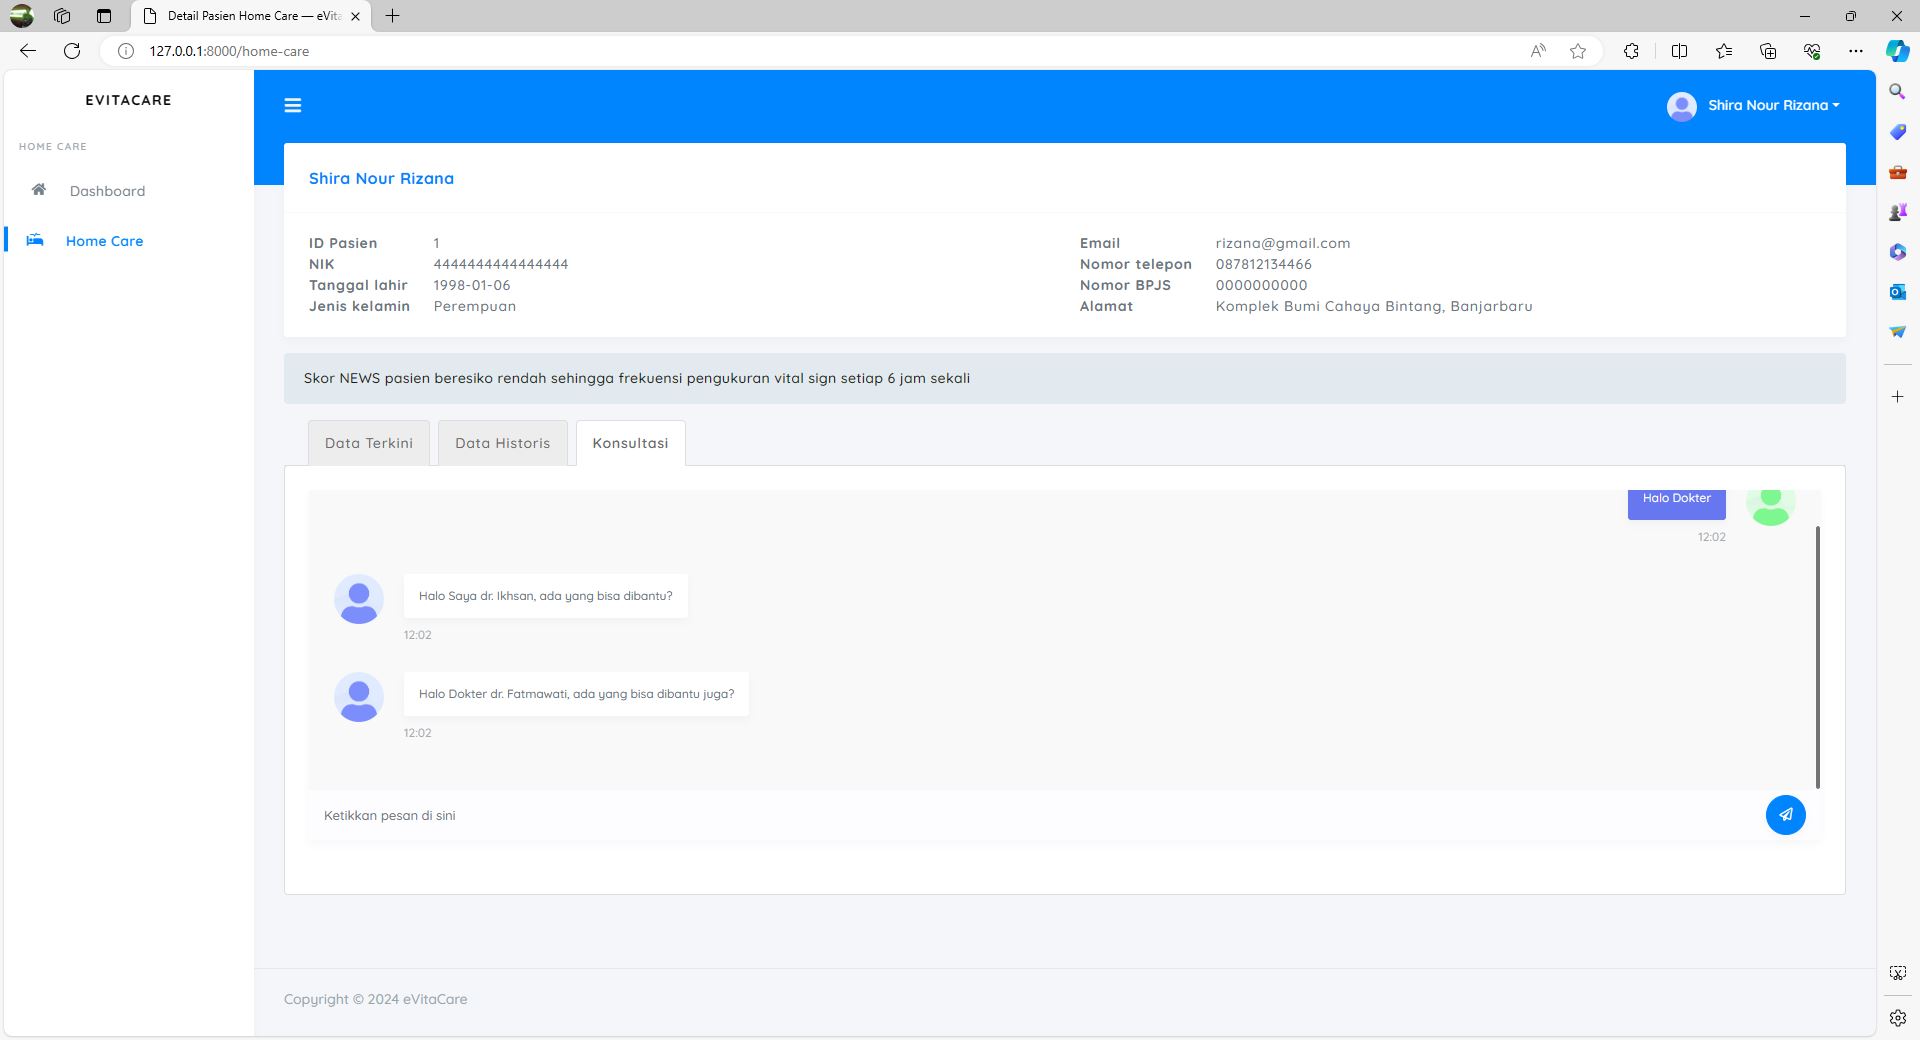 Detail Pasien Home Care — eVita
127.0.0.1:8000/home-care
EVITACARE
HOME CARE
Dashboard
Home Care
Shira Nour Rizana
Shira Nour Rizana
ID Pasien 1
NIK 4444444444444444
Tanggal lahir 1998-01-06
Jenis kelamin Perempuan
Email rizana@gmail.com
Nomor telepon 087812134466
Nomor BPJS 0000000000
Alamat Komplek Bumi Cahaya Bintang, Banjarbaru
Skor NEWS pasien beresiko rendah sehingga frekuensi pengukuran vital sign setiap 6 jam sekali
Data Terkini Data Historis Konsultasi
Halo Dokter
12:02
Halo Saya dr. Ikhsan, ada yang bisa dibantu?
12:02
Halo Dokter dr. Fatmawati, ada yang bisa dibantu juga?
12:02
Ketikkan pesan di sini
Copyright © 2024 eVitaCare